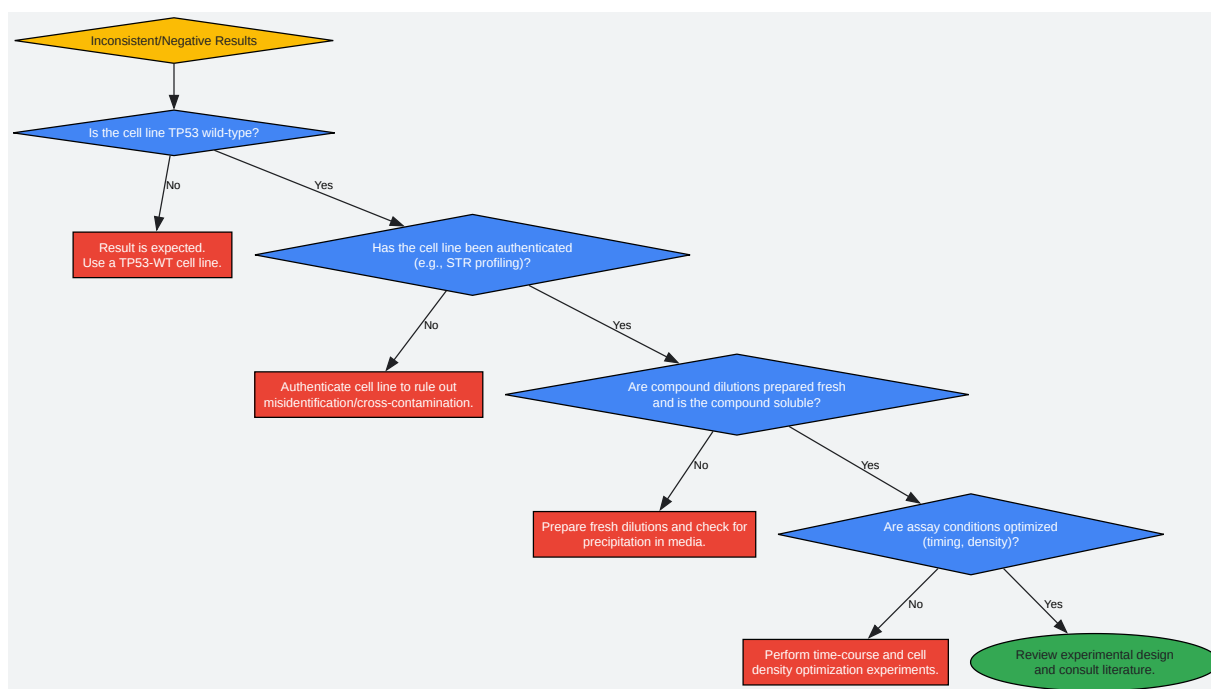 Inconsistent/Negative Results
Is the cell line TP53 wild-type?
No
Yes
Result is expected.
Use a TP53-WT cell line.
Has the cell line been authenticated
(e.g., STR profiling)?
No
Yes
Authenticate cell line to rule out
misidentification/cross-contamination.
Are compound dilutions prepared fresh
and is the compound soluble?
No
Yes
Prepare fresh dilutions and check for
precipitation in media.
Are assay conditions optimized
(timing, density)?
No
Yes
Perform time-course and cell
density optimization experiments.
Review experimental design
and consult literature.